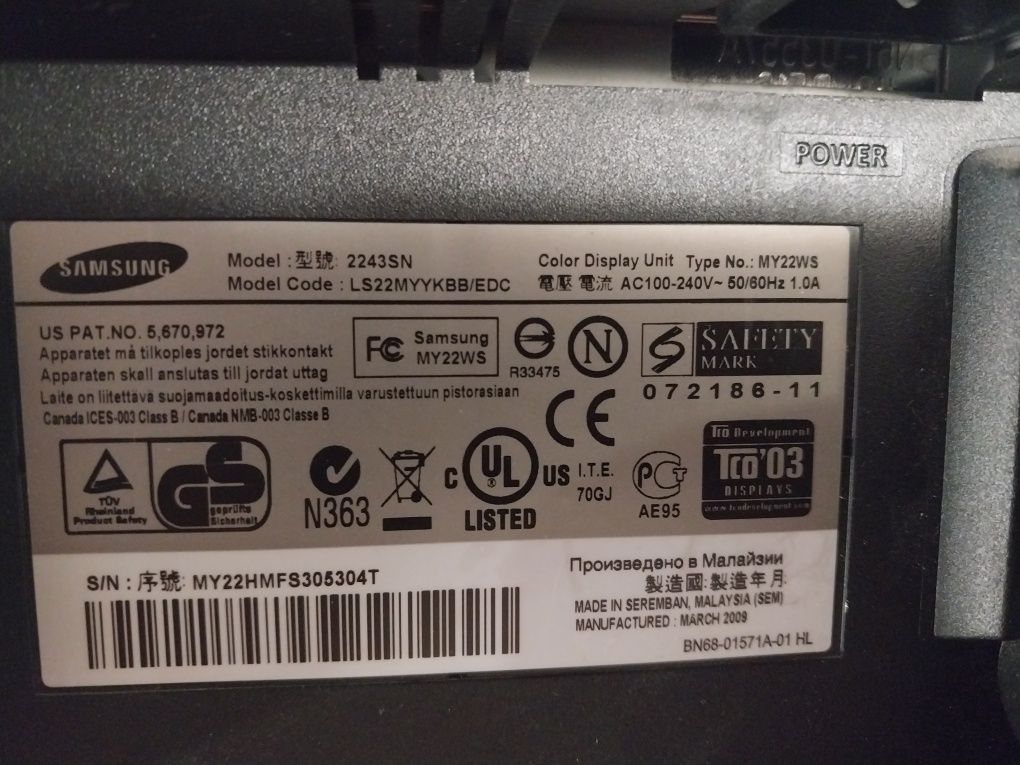 POWER
SAMSUNG
Model : 型號: 2243SN
Model Code : LS22MYYKBB/EDC
Color Display Unit Type No.: MY22WS
電壓 電流 AC100-240V~ 50/60Hz 1.0A
US PAT.NO. 5,670,972
Apparatet må tilkoples jordet stikkontakt
Apparaten skall anslutas till jordat uttag
Laite on liitettävä suojamaadoitus-koskettimilla varustettuun pistorasiaan
Canada ICES-003 Class B / Canada NMB-003 Classe B
FC Samsung
MY22WS
R33475
N
S SAFETY
MARK
072186-11
CE
TÜV
Rheinland
Product Safety
GS
geprüfte
Sicherheit
N363
C UL US
®
LISTED
I.T.E.
70GJ
PCT
AE95
TCO Development
TCO'03
DISPLAYS
www.tcodevelopment.com
S/N : 序號: MY22HMFS305304T
Произведено в Малайзии
製造國: 製造年月:
MADE IN SEREMBAN, MALAYSIA (SEM)
MANUFACTURED : MARCH 2009
BN68-01571A-01 HL